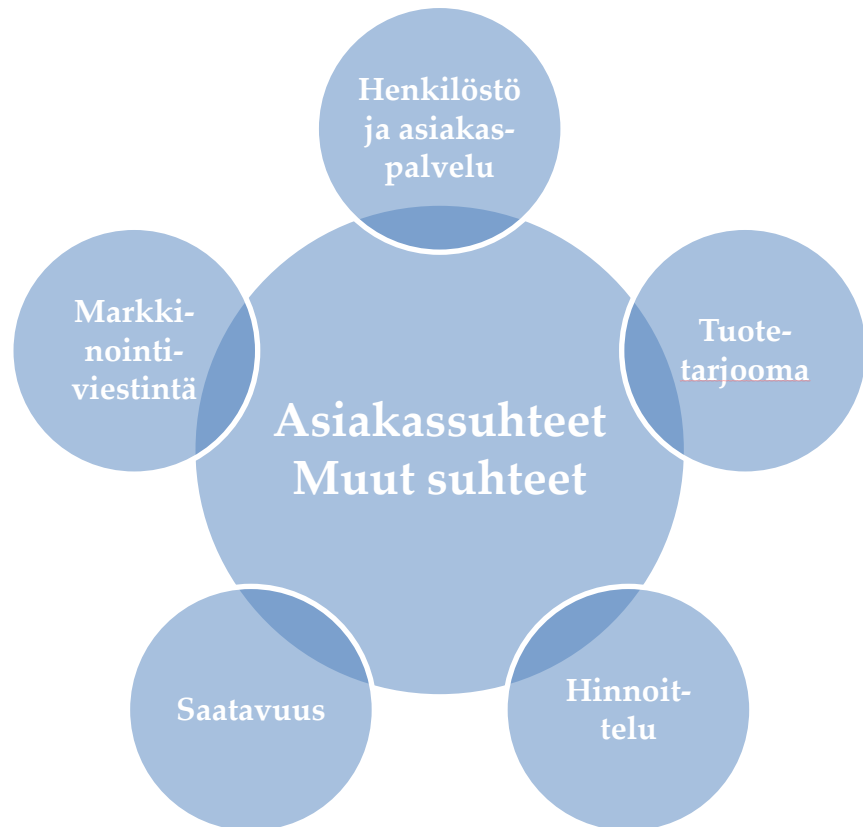 Henkilöstö
ja asiakas-
palvelu
Markki-
nointi-
viestintä
Tuote-
tarjooma
Asiakassuhteet
Muut suhteet
Saatavuus
Hinnoit-
telu